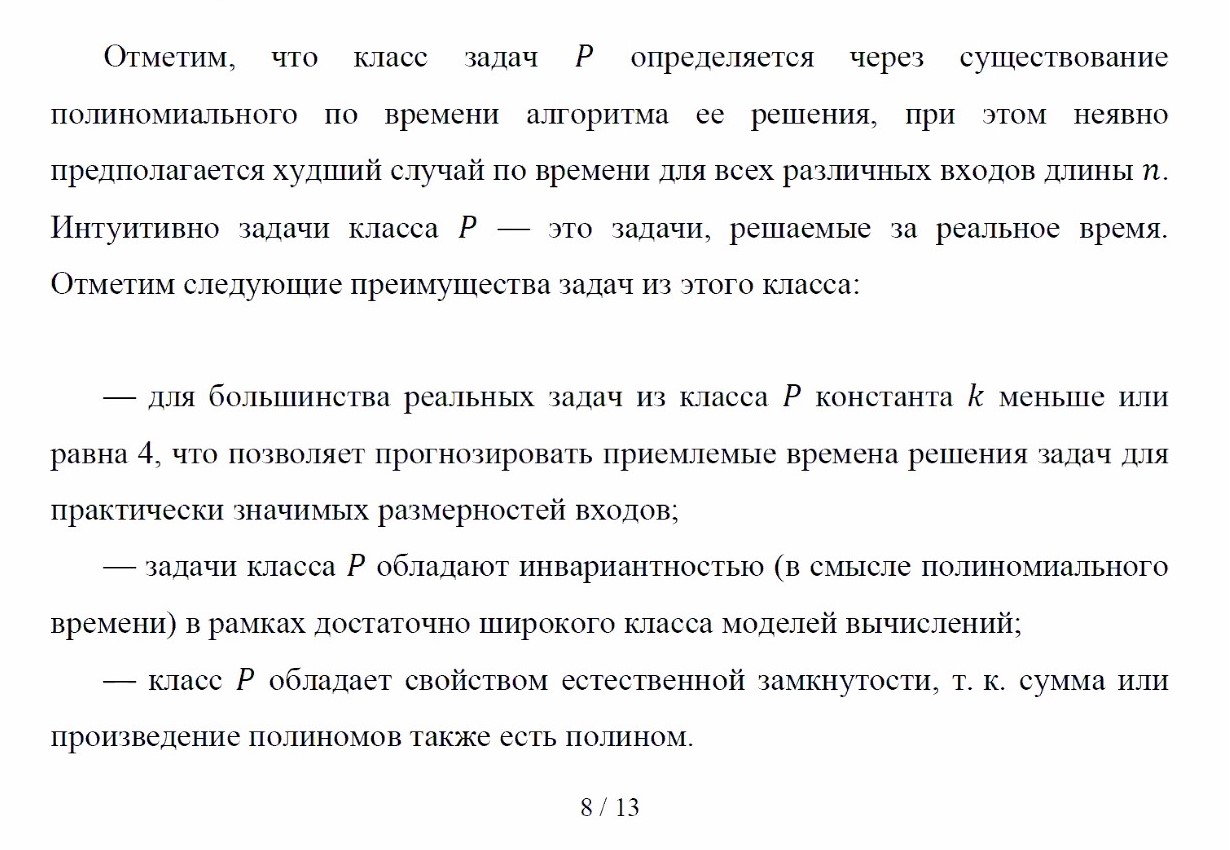 Отметим, что класс задач P определяется через существование
полиномиального по времени алгоритма ее решения, при этом неявно
предполагается худший случай по времени для всех различных входов длины n.
Интуитивно задачи класса P — это задачи, решаемые за реальное время.
Отметим следующие преимущества задач из этого класса:
— для большинства реальных задач из класса P константа k меньше или
равна 4, что позволяет прогнозировать приемлемые времена решения задач для
практически значимых размерностей входов;
— задачи класса P обладают инвариантностью (в смысле полиномиального
времени) в рамках достаточно широкого класса моделей вычислений;
— класс P обладает свойством естественной замкнутости, т. к. сумма или
произведение полиномов также есть полином.
8 / 13